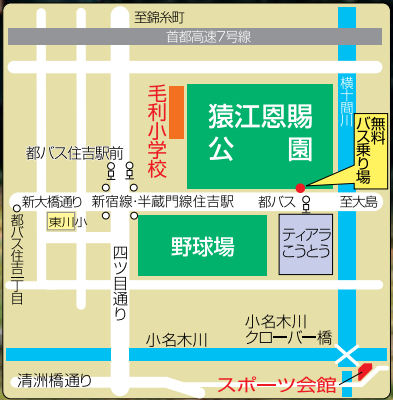 至錦糸町
首都高速7号線
横十間川
毛利小学校
猿江恩賜
公園
無料
バス乗り場
都バス住吉駅前
新大橋通り
新宿線・半蔵門線住吉駅
都バス
至大島
東川小
都バス住吉二丁目
四ツ目通り
野球場
ティアラ
こうとう
小名木川
小名木川
クローバー橋
清洲橋通り
スポーツ会館